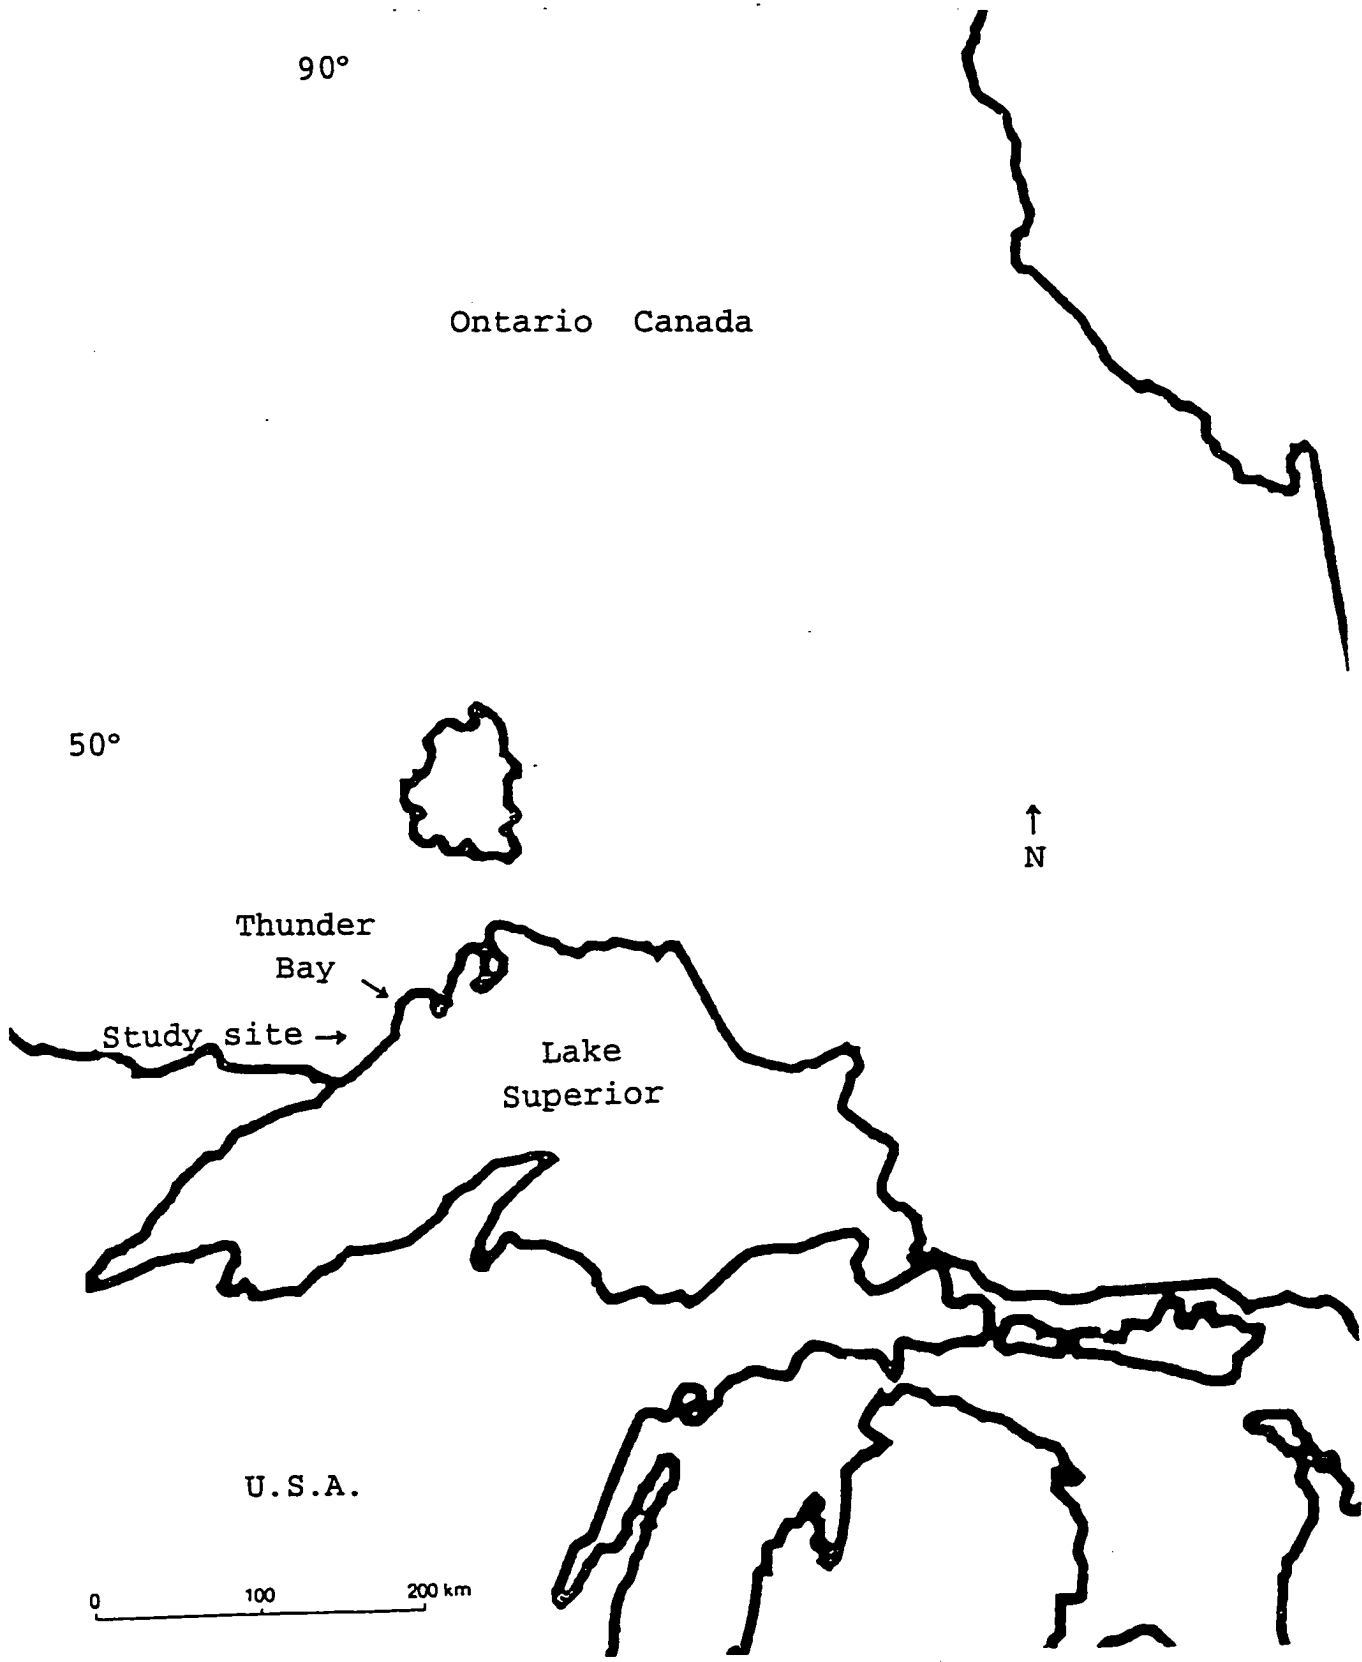 90°
Ontario Canada
50°
↑
N
Thunder
Bay
Study site →
Lake
Superior
U.S.A.
0 100 200 km